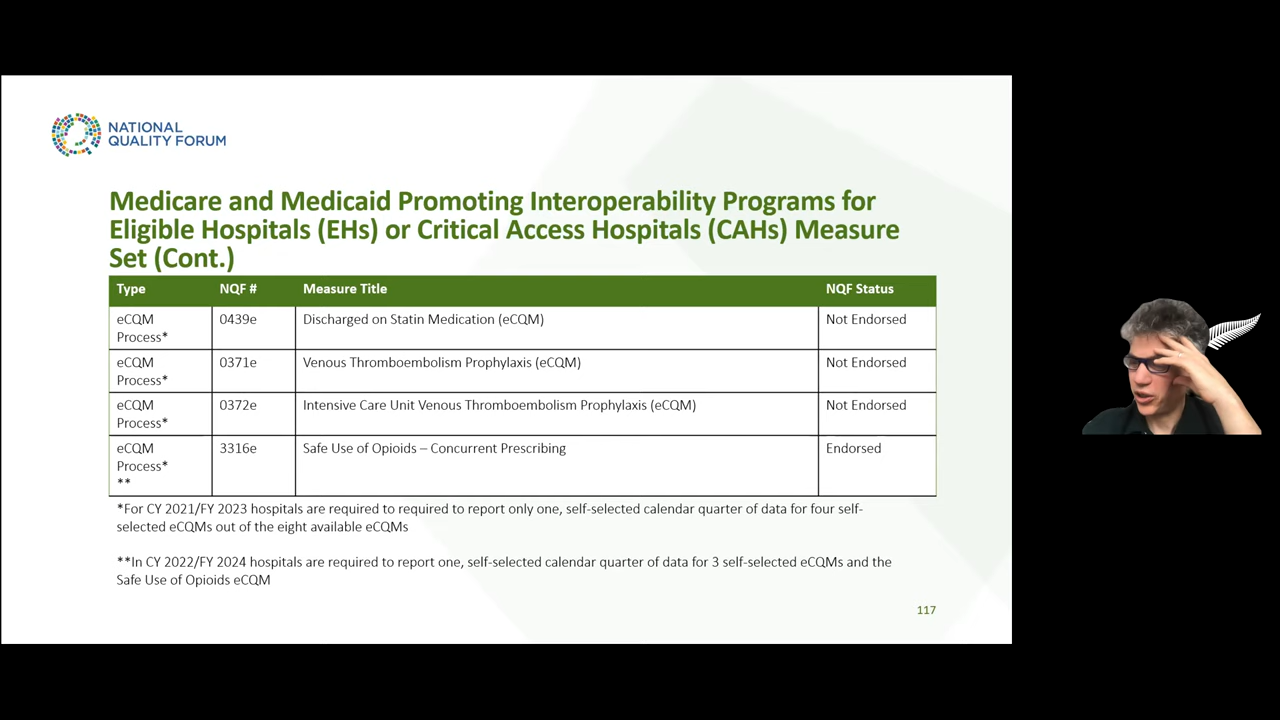 NATIONAL
QUALITY FORUM
Medicare and Medicaid Promoting Interoperability Programs for
Eligible Hospitals (EHs) or Critical Access Hospitals (CAHs) Measure
Set (Cont.)
Type NQF # Measure Title NQF Status
eCQM 0439e Discharged on Statin Medication (eCQM) Not Endorsed
Process*
eCQM 0371e Venous Thromboembolism Prophylaxis (eCQM) Not Endorsed
Process*
eCQM 0372e Intensive Care Unit Venous Thromboembolism Prophylaxis (eCQM) Not Endorsed
Process*
eCQM 3316e Safe Use of Opioids – Concurrent Prescribing Endorsed
Process*
**
*For CY 2021/FY 2023 hospitals are required to required to report only one, self-selected calendar quarter of data for four self-
selected eCQMs out of the eight available eCQMs
**In CY 2022/FY 2024 hospitals are required to report one, self-selected calendar quarter of data for 3 self-selected eCQMs and the
Safe Use of Opioids eCQM
117